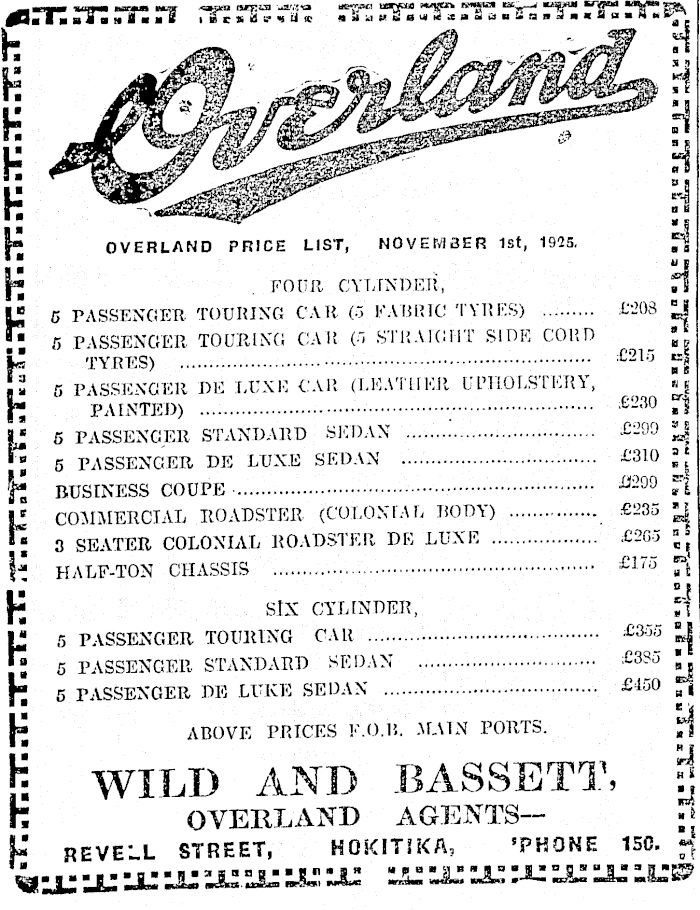 Overland
OVERLAND PRICE LIST, NOVEMBER 1st, 1925.
FOUR CYLINDER,
5 PASSENGER TOURING CAR (5 FABRIC TYRES) ......... £208
5 PASSENGER TOURING CAR (5 STRAIGHT SIDE CORD
TYRES) ............................................................ £215
5 PASSENGER DE LUXE CAR (LEATHER UPHOLSTERY,
PAINTED) ......................................................... £230
5 PASSENGER STANDARD SEDAN ............................ £299
5 PASSENGER DE LUXE SEDAN ............................ £310
BUSINESS COUPE ..................................................... £299
COMMERCIAL ROADSTER (COLONIAL BODY) ............. £235
3 SEATER COLONIAL ROADSTER DE LUXE ................ £265
HALF-TON CHASSIS ............................................... £175
SIX CYLINDER,
5 PASSENGER TOURING CAR .................................. £355
5 PASSENGER STANDARD SEDAN .......................... £385
5 PASSENGER DE LUKE SEDAN ................................ £450
ABOVE PRICES F.O.B. MAIN PORTS.
WILD AND BASSETT,
OVERLAND AGENTS—
REVELL STREET, HOKITIKA, 'PHONE 150.